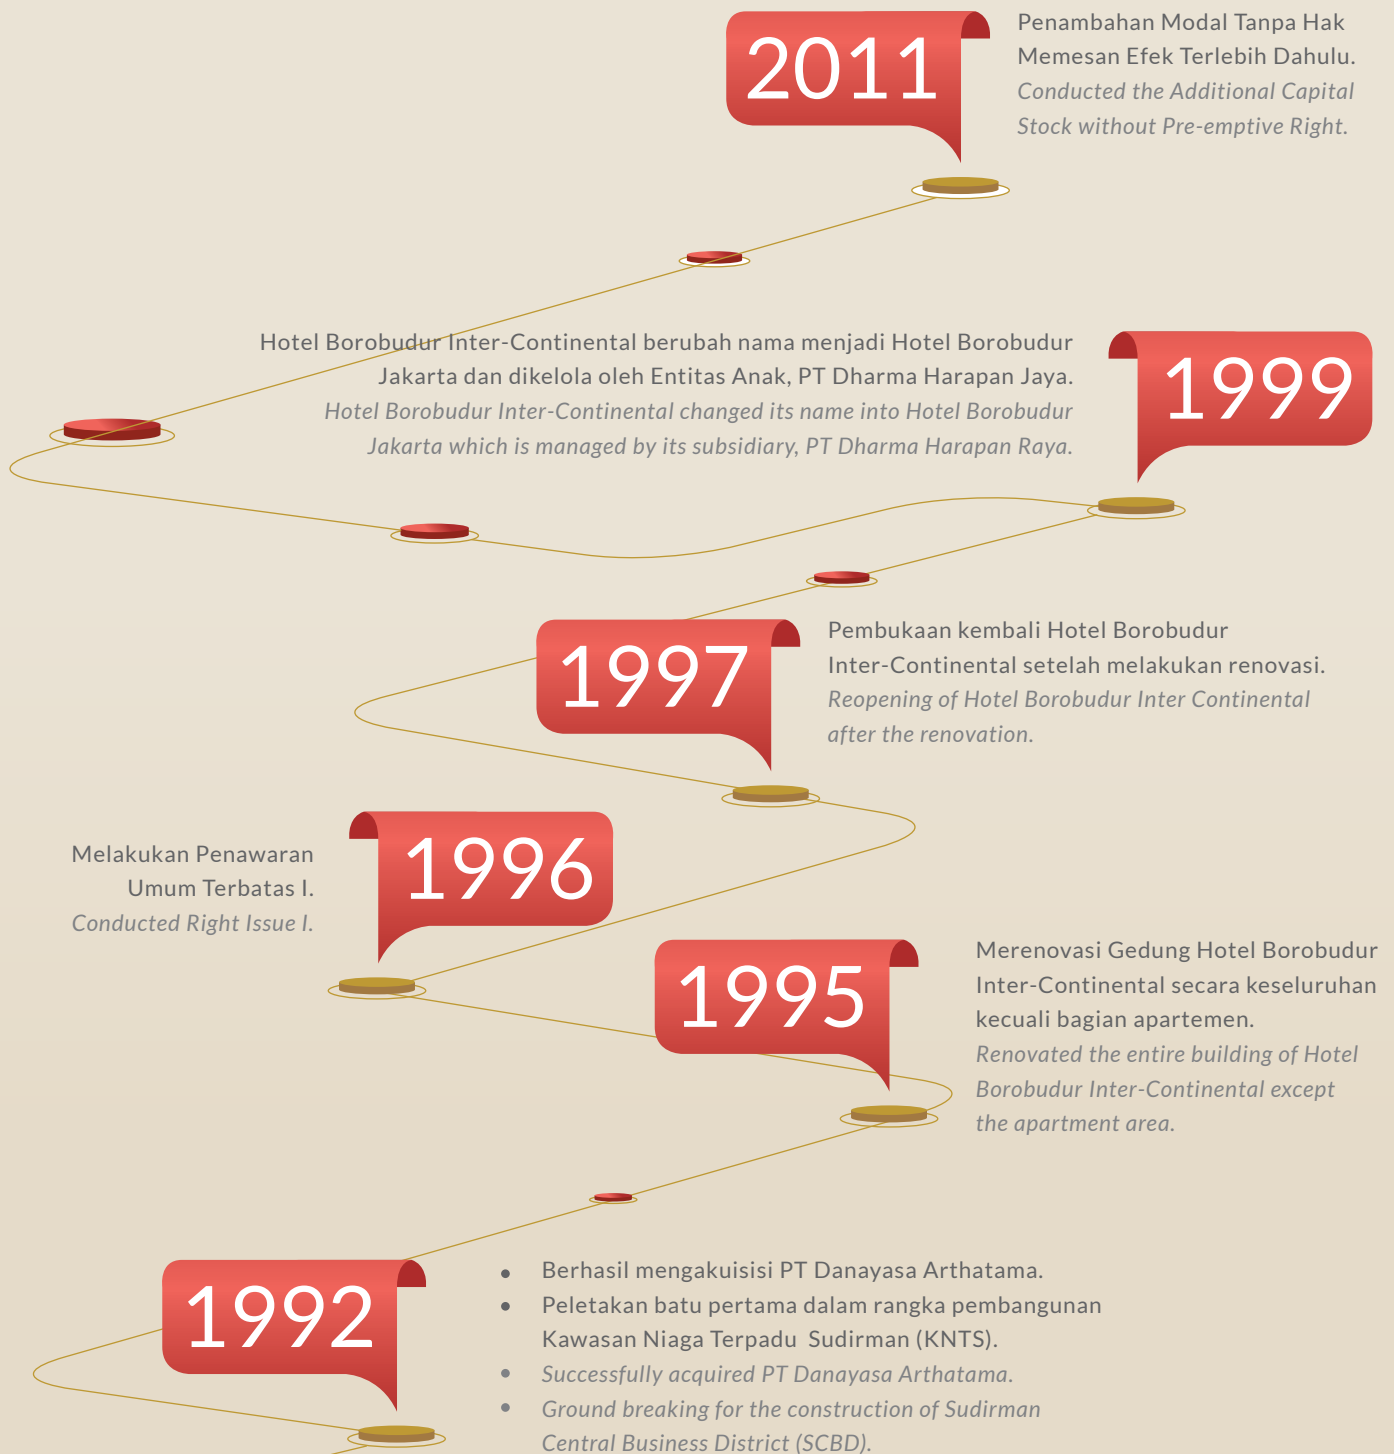 2011
Penambahan Modal Tanpa Hak
Memesan Efek Terlebih Dahulu.
Conducted the Additional Capital
Stock without Pre-emptive Right.
Hotel Borobudur Inter-Continental berubah nama menjadi Hotel Borobudur
Jakarta dan dikelola oleh Entitas Anak, PT Dharma Harapan Jaya.
Hotel Borobudur Inter-Continental changed its name into Hotel Borobudur
Jakarta which is managed by its subsidiary, PT Dharma Harapan Raya.
1999
1997
Pembukaan kembali Hotel Borobudur
Inter-Continental setelah melakukan renovasi.
Reopening of Hotel Borobudur Inter Continental
after the renovation.
Melakukan Penawaran
Umum Terbatas I.
Conducted Right Issue I.
1996
1995
Merenovasi Gedung Hotel Borobudur
Inter-Continental secara keseluruhan
kecuali bagian apartemen.
Renovated the entire building of Hotel
Borobudur Inter-Continental except
the apartment area.
1992
• Berhasil mengakuisisi PT Danayasa Arthatama.
• Peletakan batu pertama dalam rangka pembangunan
Kawasan Niaga Terpadu Sudirman (KNTS).
• Successfully acquired PT Danayasa Arthatama.
• Ground breaking for the construction of Sudirman
Central Business District (SCBD).